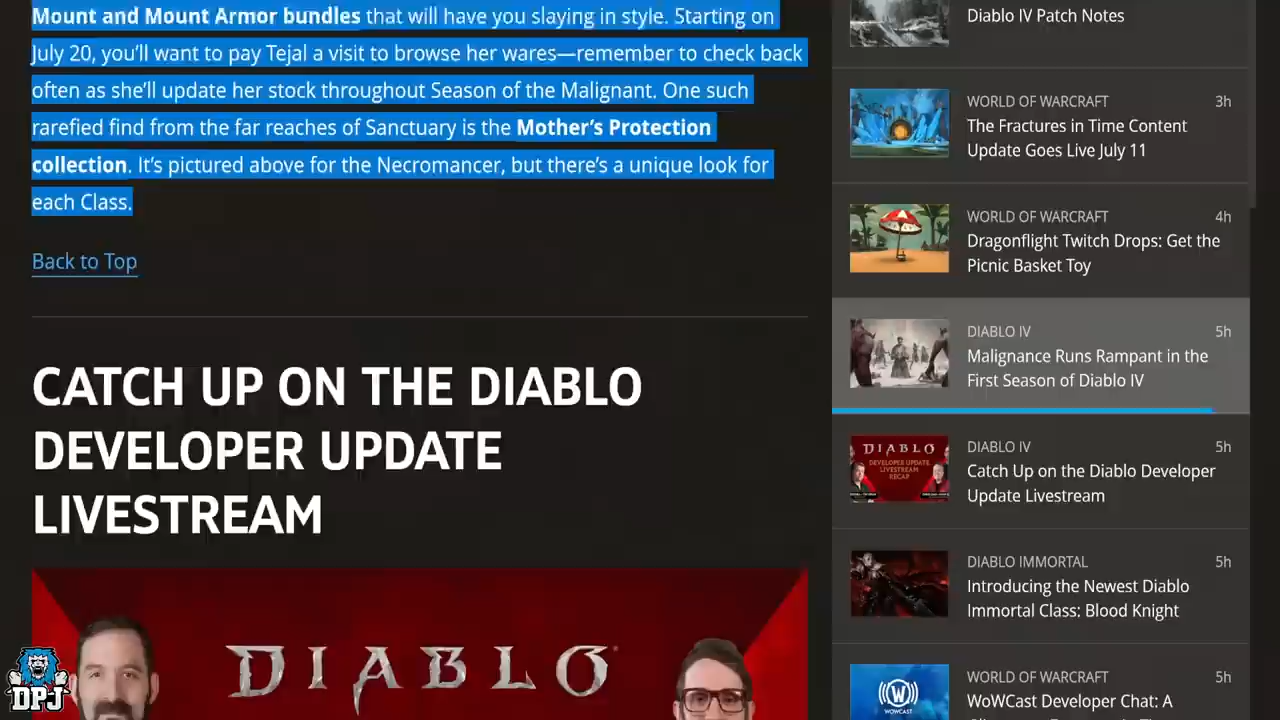 Mount and Mount Armor bundles that will have you slaying in style. Starting on
July 20, you’ll want to pay Tejal a visit to browse her wares—remember to check back
often as she’ll update her stock throughout Season of the Malignant. One such
rarefied find from the far reaches of Sanctuary is the Mother’s Protection
collection. It’s pictured above for the Necromancer, but there’s a unique look for
each Class.
Back to Top
CATCH UP ON THE DIABLO
DEVELOPER UPDATE
LIVESTREAM
DIABLO
DPJ
Diablo IV Patch Notes
WORLD OF WARCRAFT 3h
The Fractures in Time Content
Update Goes Live July 11
WORLD OF WARCRAFT 4h
Dragonflight Twitch Drops: Get the
Picnic Basket Toy
DIABLO IV 5h
Malignance Runs Rampant in the
First Season of Diablo IV
DIABLO
DEVELOPER UPDATE
LIVESTREAM
RECAP
DIABLO IV 5h
Catch Up on the Diablo Developer
Update Livestream
DIABLO IMMORTAL 5h
Introducing the Newest Diablo
Immortal Class: Blood Knight
WOWCAST
WORLD OF WARCRAFT 5h
WoWCast Developer Chat: A